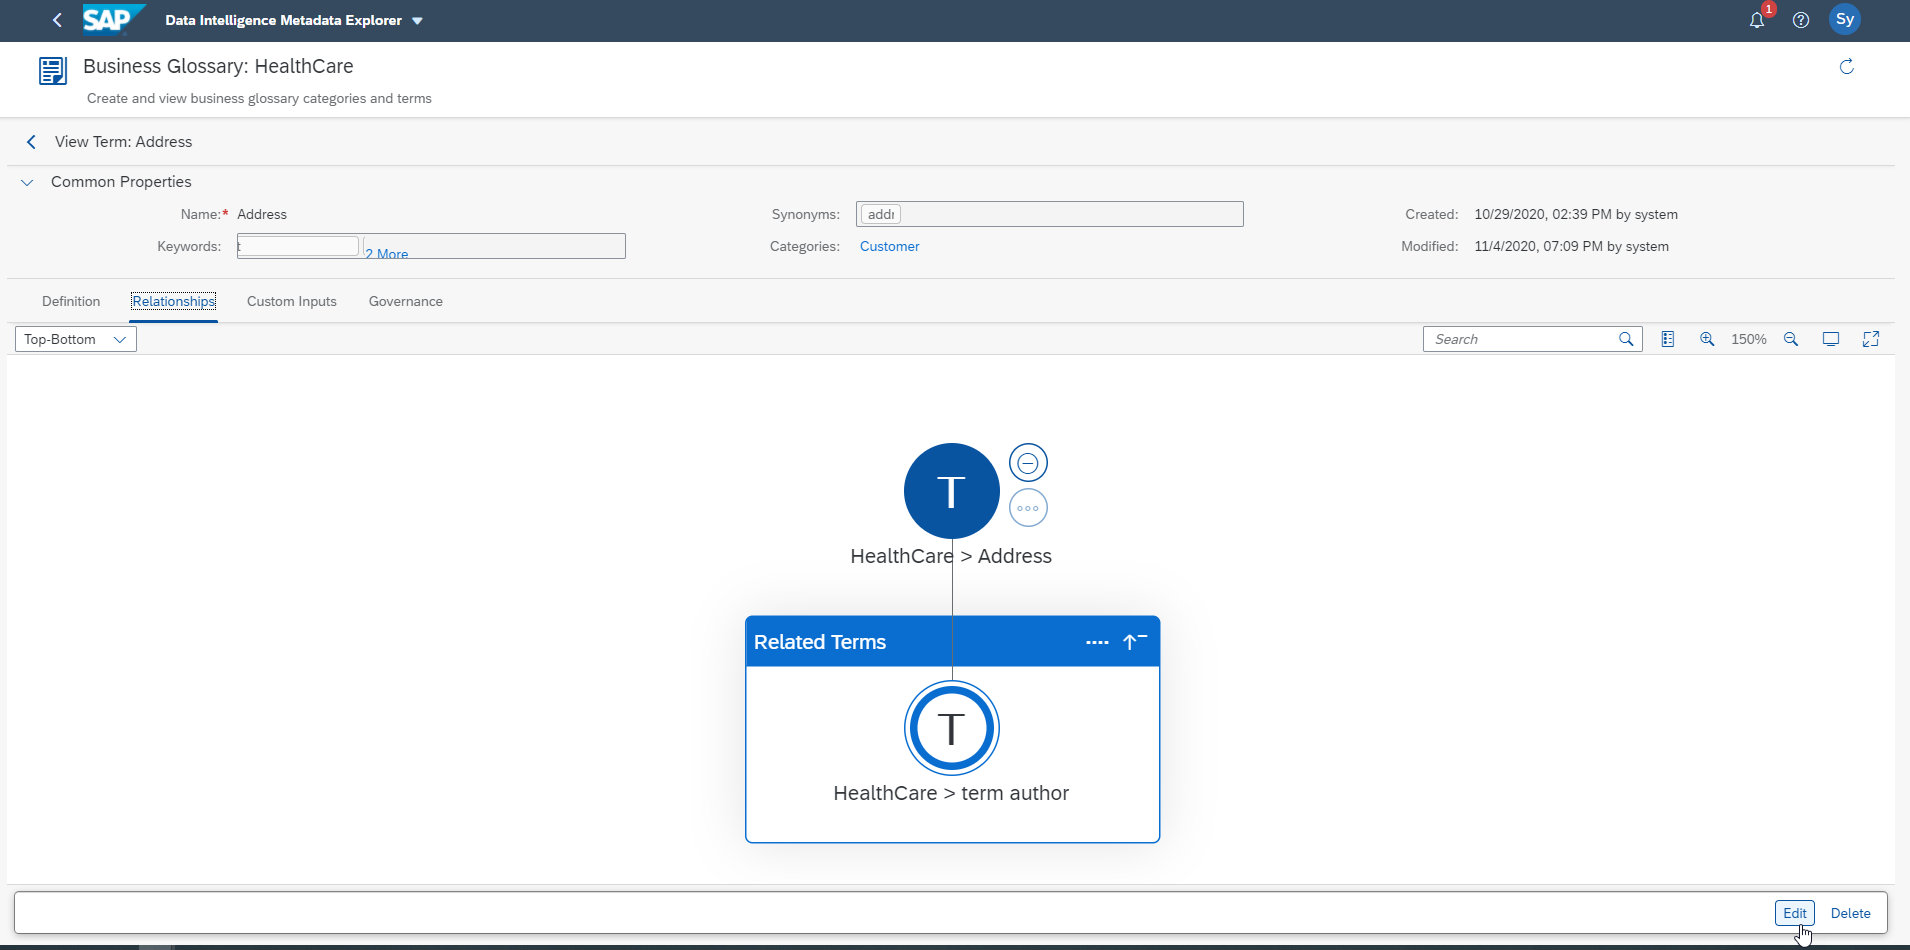 SAP Data Intelligence Metadata Explorer 1 Sy
Business Glossary: HealthCare
Create and view business glossary categories and terms
View Term: Address
Common Properties
Name:* Address Synonyms: addr Created: 10/29/2020, 02:39 PM by system
Keywords: t 2 More Categories: Customer Modified: 11/4/2020, 07:09 PM by system
Definition Relationships Custom Inputs Governance
Top-Bottom Search 150%
T
HealthCare > Address
Related Terms
T
HealthCare > term author
Edit Delete